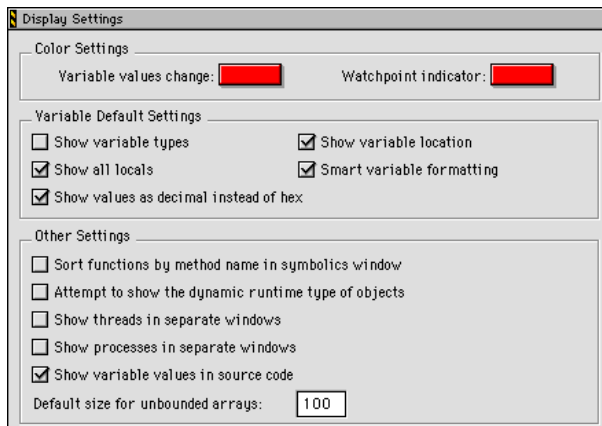 Display Settings
Color Settings
Variable values change: Watchpoint indicator:
Variable Default Settings
Show variable types Show variable location
Show all locals Smart variable formatting
Show values as decimal instead of hex
Other Settings
Sort functions by method name in symbolics window
Attempt to show the dynamic runtime type of objects
Show threads in separate windows
Show processes in separate windows
Show variable values in source code
Default size for unbounded arrays: 100